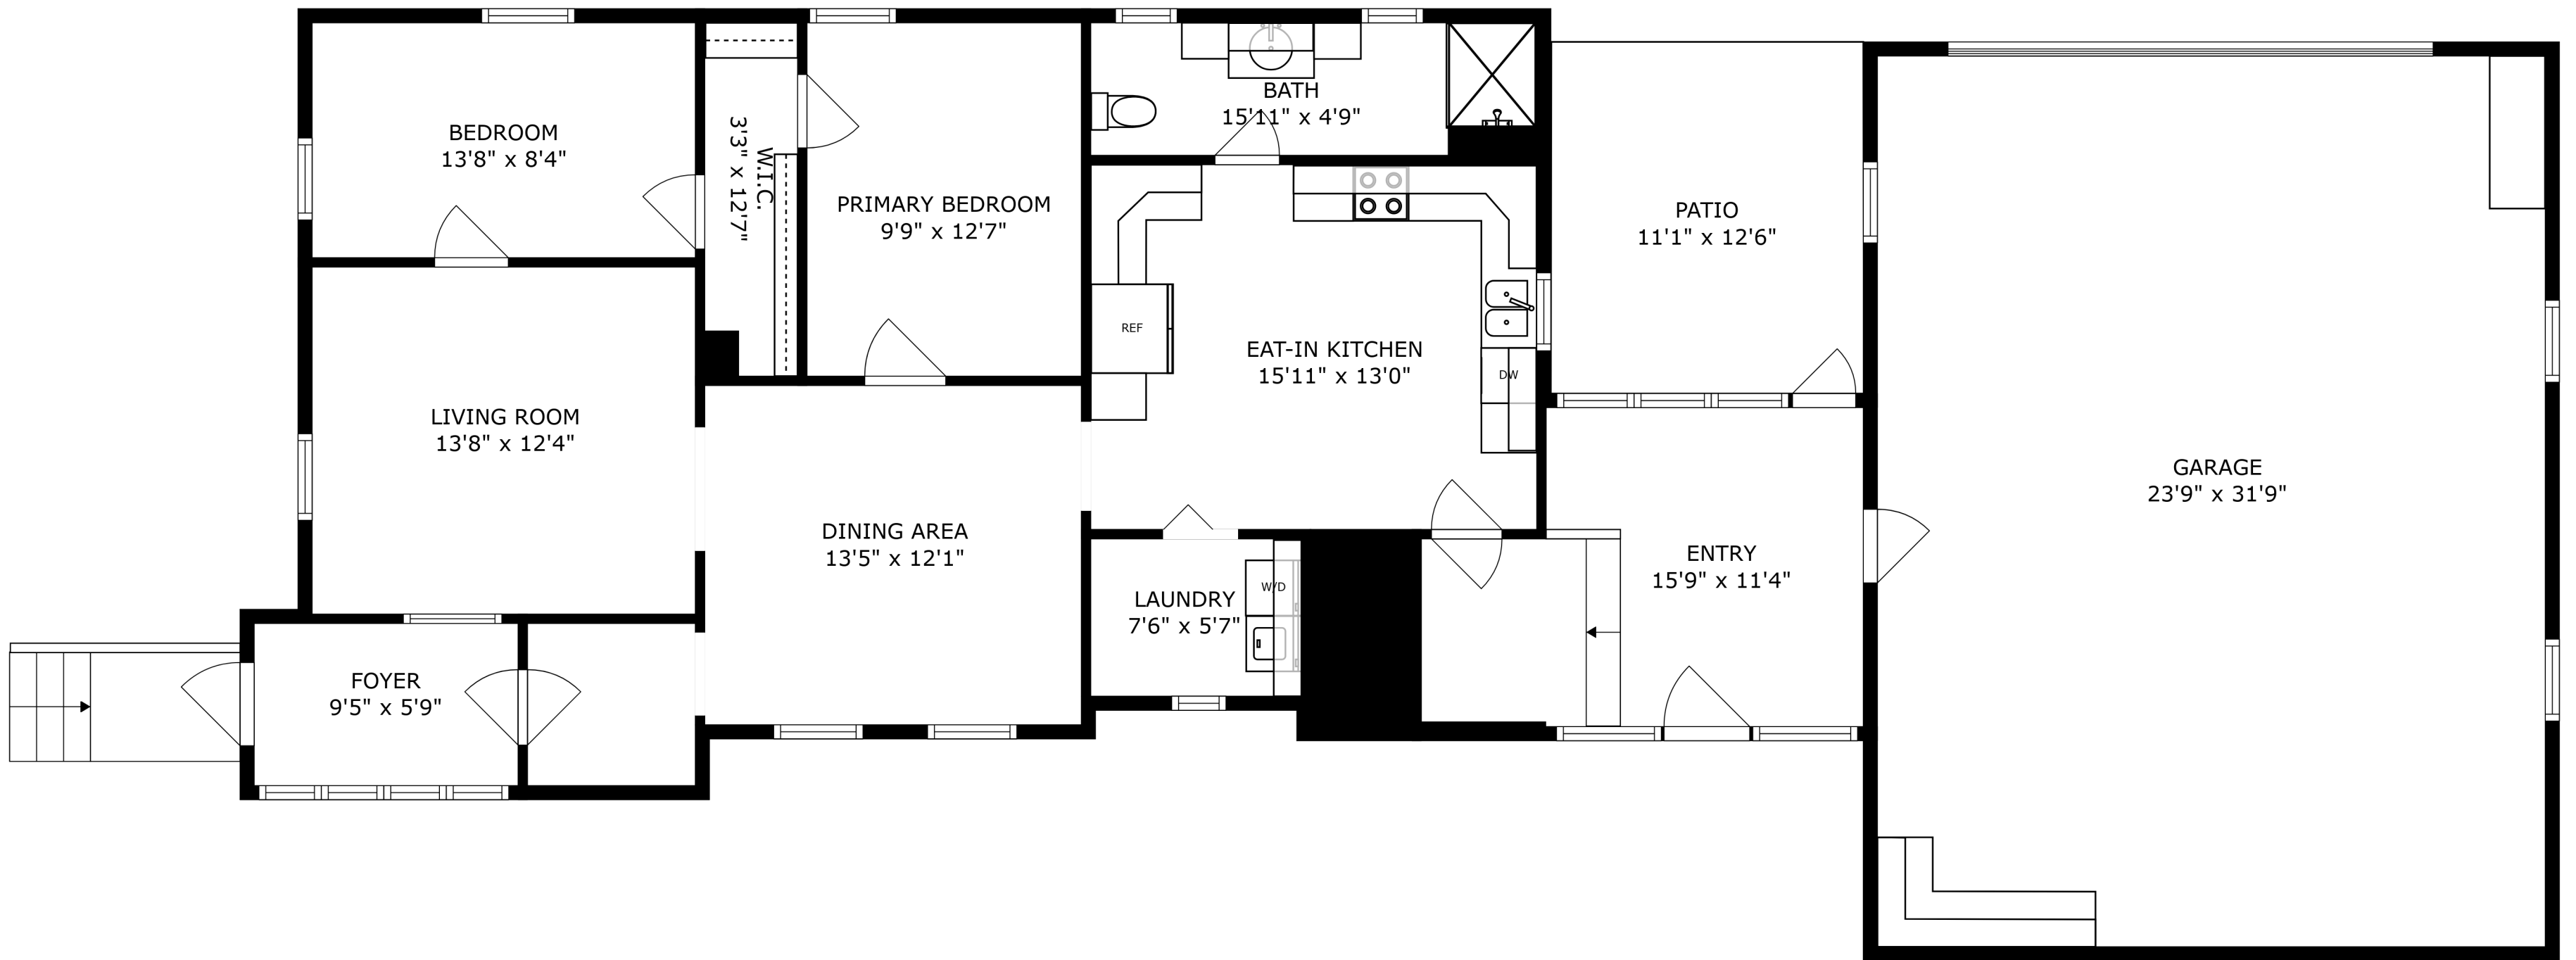 BEDROOM
13'8" x 8'4"
W.I.C.
3'3" x 12'7"
PRIMARY BEDROOM
9'9" x 12'7"
BATH
15'11" x 4'9"
PATIO
11'1" x 12'6"
LIVING ROOM
13'8" x 12'4"
REF
EAT-IN KITCHEN
15'11" x 13'0"
DW
GARAGE
23'9" x 31'9"
DINING AREA
13'5" x 12'1"
LAUNDRY
7'6" x 5'7"
W/D
ENTRY
15'9" x 11'4"
FOYER
9'5" x 5'9"